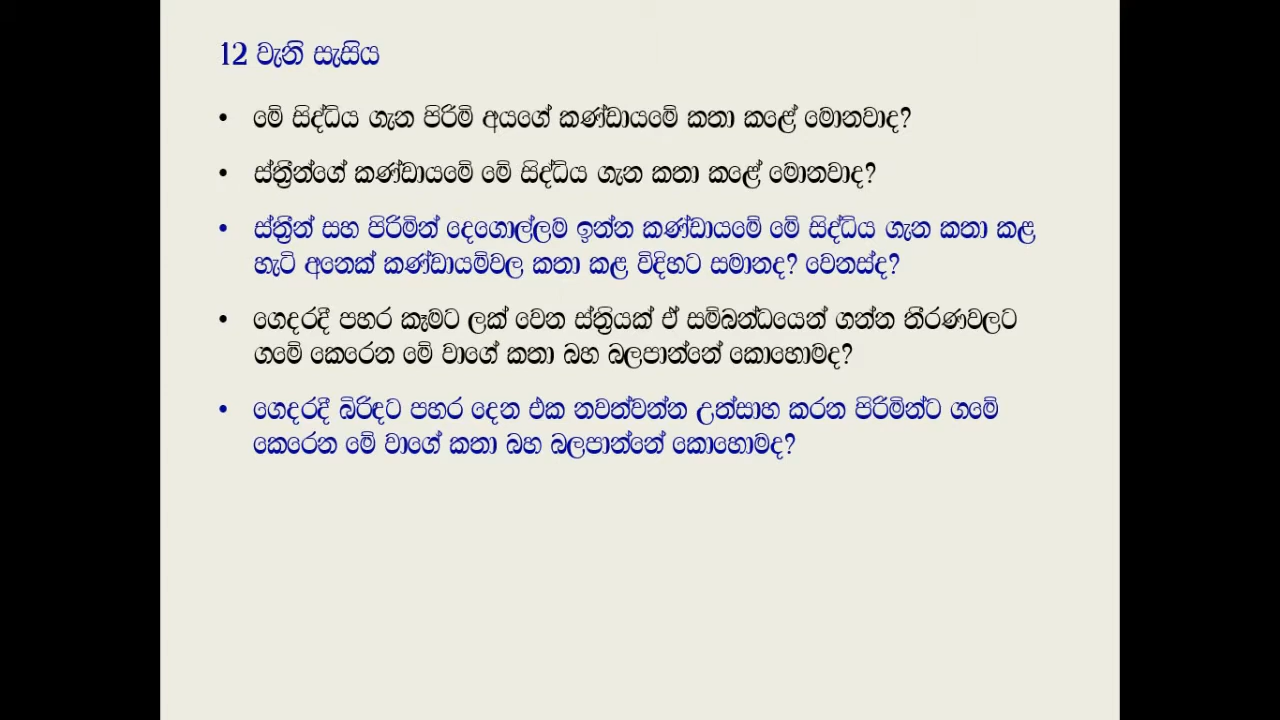 12 වැනි සැසිය
• මේ සිද්ධිය ගැන පිරිමි අයගේ කණ්ඩායමේ කතා කළේ මොනවාද?
• ස්ත්‍රීන්ගේ කණ්ඩායමේ මේ සිද්ධිය ගැන කතා කළේ මොනවාද?
• ස්ත්‍රීන් සහ පිරිමින් දෙගොල්ලම ඉන්න කණ්ඩායමේ මේ සිද්ධිය ගැන කතා කළ
හැටි අනෙක් කණ්ඩායම්වල කතා කළ විදිහට සමානද? වෙනස්ද?
• ගෙදරදී පහර කෑමට ලක් වෙන ස්ත්‍රියක් ඒ සම්බන්ධයෙන් ගන්න තීරණවලට
ගමේ කෙරෙන මේ වාගේ කතා බහ බලපාන්නේ කොහොමද?
• ගෙදරදී බිරිඳට පහර දෙන එක නවත්වන්න උත්සාහ කරන පිරිමින්ට ගමේ
කෙරෙන මේ වාගේ කතා බහ බලපාන්නේ කොහොමද?